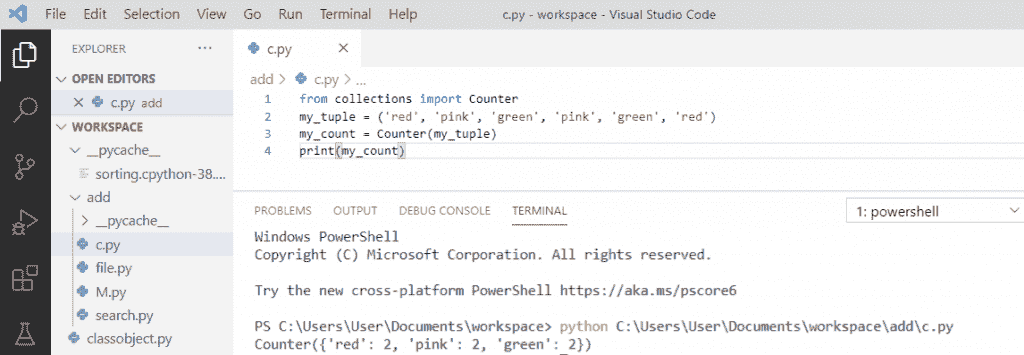 File Edit Selection View Go Run Terminal Help c.py - workspace - Visual Studio Code
EXPLORER ...
OPEN EDITORS
c.py add
WORKSPACE
__pycache__
sorting.cpython-38....
add
__pycache__
c.py
file.py
M.py
search.py
classobject.py
c.py
add > c.py > ...
1 from collections import Counter
2 my_tuple = ('red', 'pink', 'green', 'pink', 'green', 'red')
3 my_count = Counter(my_tuple)
4 print(my_count)
PROBLEMS OUTPUT DEBUG CONSOLE TERMINAL 1: powershell
Windows PowerShell
Copyright (C) Microsoft Corporation. All rights reserved.
Try the new cross-platform PowerShell https://aka.ms/pscore6
PS C:\Users\User\Documents\workspace> python C:\Users\User\Documents\workspace\add\c.py
Counter({'red': 2, 'pink': 2, 'green': 2})